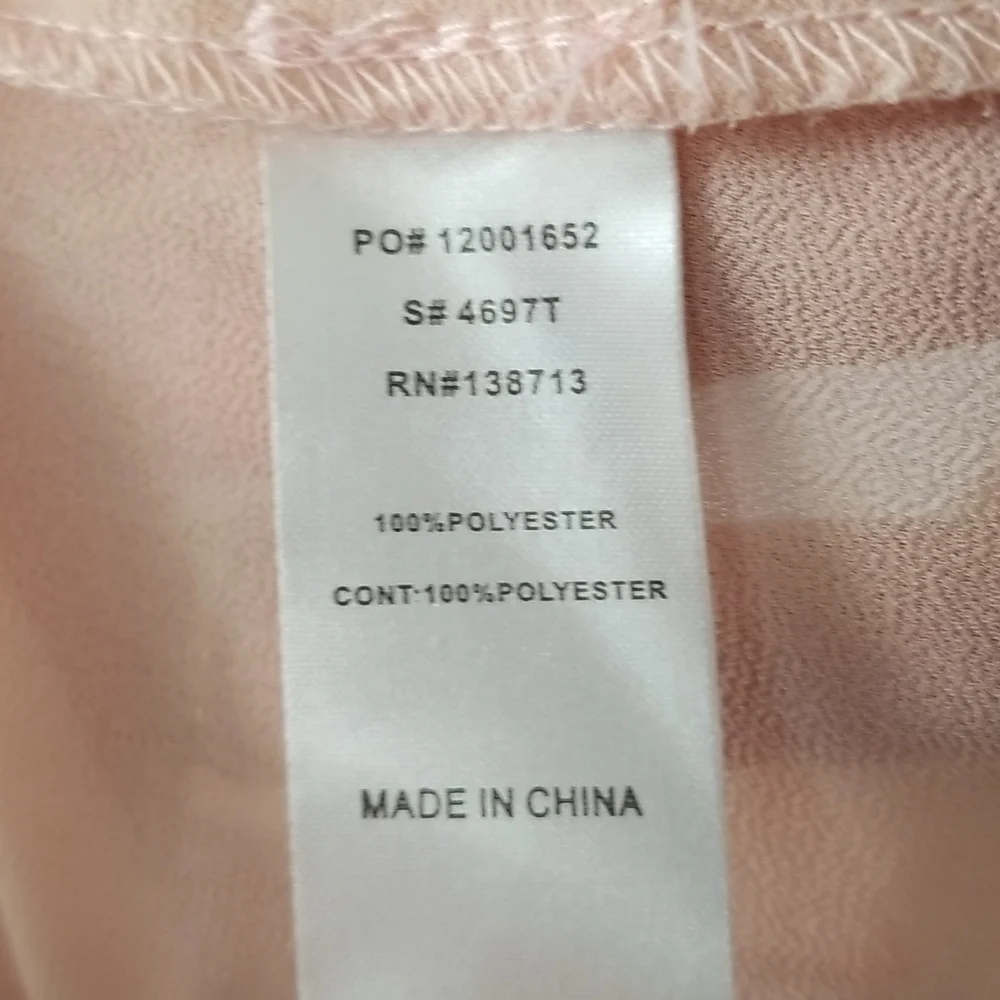 PO# 12001652
S# 4697T
RN#138713
100%POLYESTER
CONT:100%POLYESTER
MADE IN CHINA